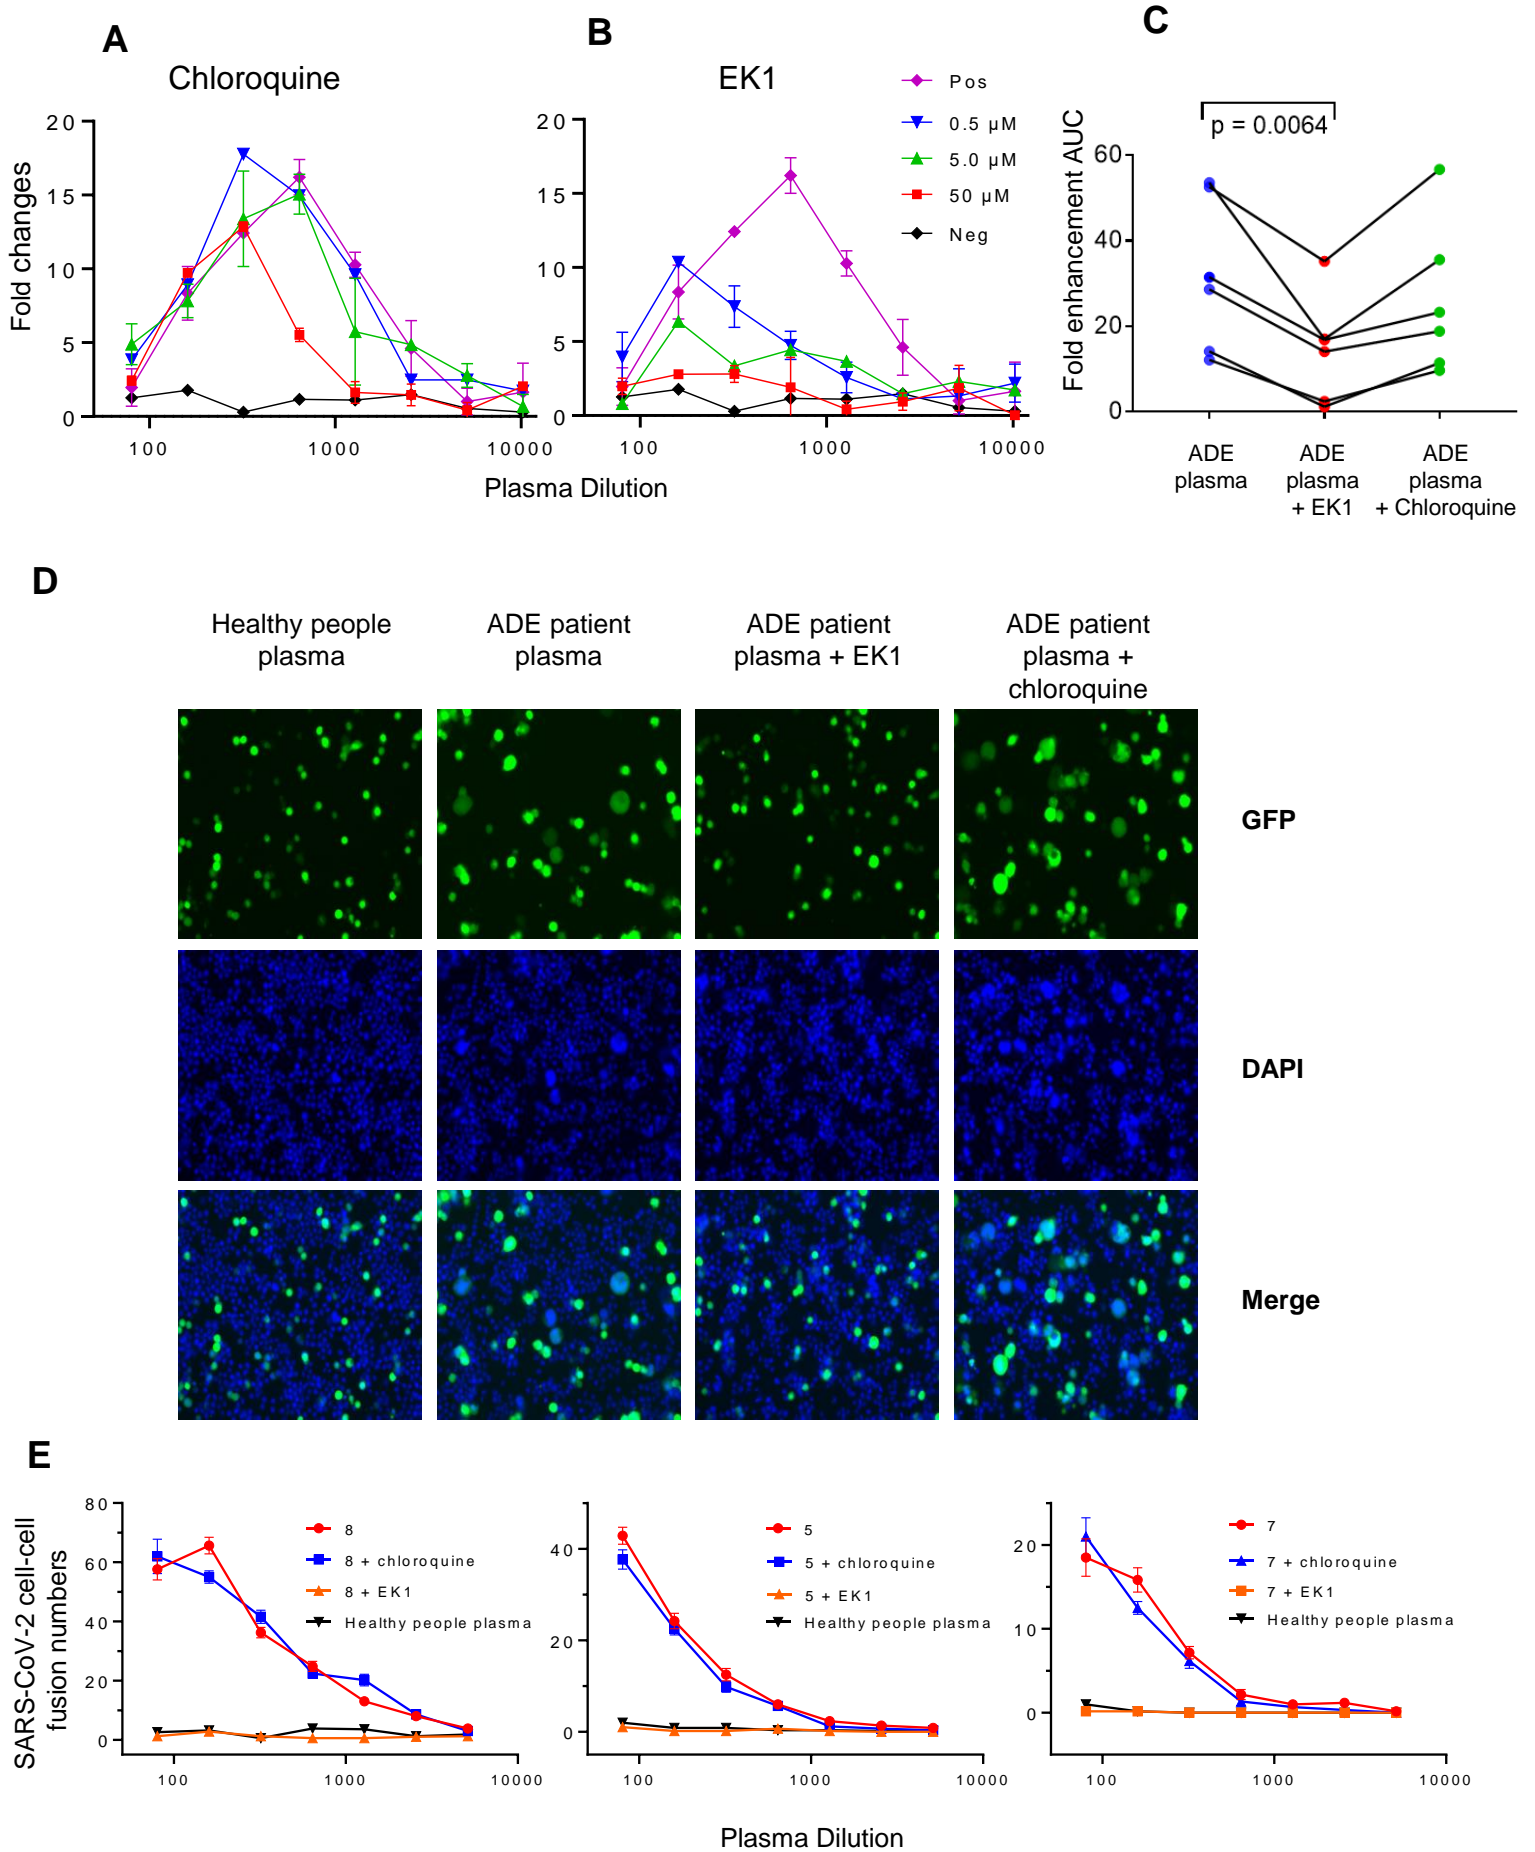 A
B
C
Chloroquine
EK1
Pos
0.5 µM
5.0 µM
50 µM
Neg
p = 0.0064
Fold changes
20
15
10
5
0
100
1000
10000
20
15
10
5
0
100
1000
10000
Plasma Dilution
Fold enhancement AUC
60
40
20
0
ADE
plasma
ADE
plasma
+ EK1
ADE
plasma
+ Chloroquine
D
Healthy people
plasma
ADE patient
plasma
ADE patient
plasma + EK1
ADE patient
plasma +
chloroquine
GFP
DAPI
Merge
E
SARS-CoV-2 cell-cell
fusion numbers
80
60
40
20
0
8
8 + chloroquine
8 + EK1
Healthy people plasma
100
1000
10000
40
20
0
5
5 + chloroquine
5 + EK1
Healthy people plasma
100
1000
10000
20
10
0
7
7 + chloroquine
7 + EK1
Healthy people plasma
100
1000
10000
Plasma Dilution